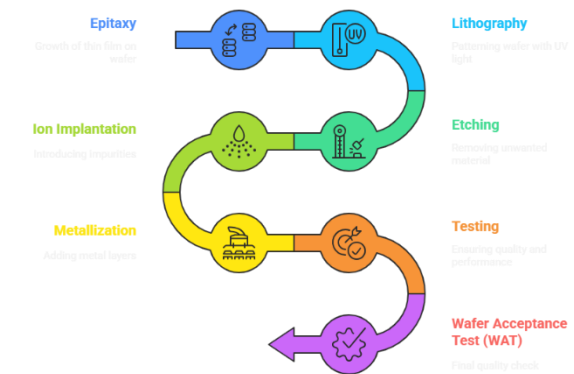 Epitaxy
Growth of thin film on
wafer
Lithography
Patterning wafer with UV
light
UV
Ion Implantation
Introducing impurities
Etching
Removing unwanted
material
Metallization
Adding metal layers
Testing
Ensuring quality and
performance
Wafer Acceptance
Test (WAT)
Final quality check